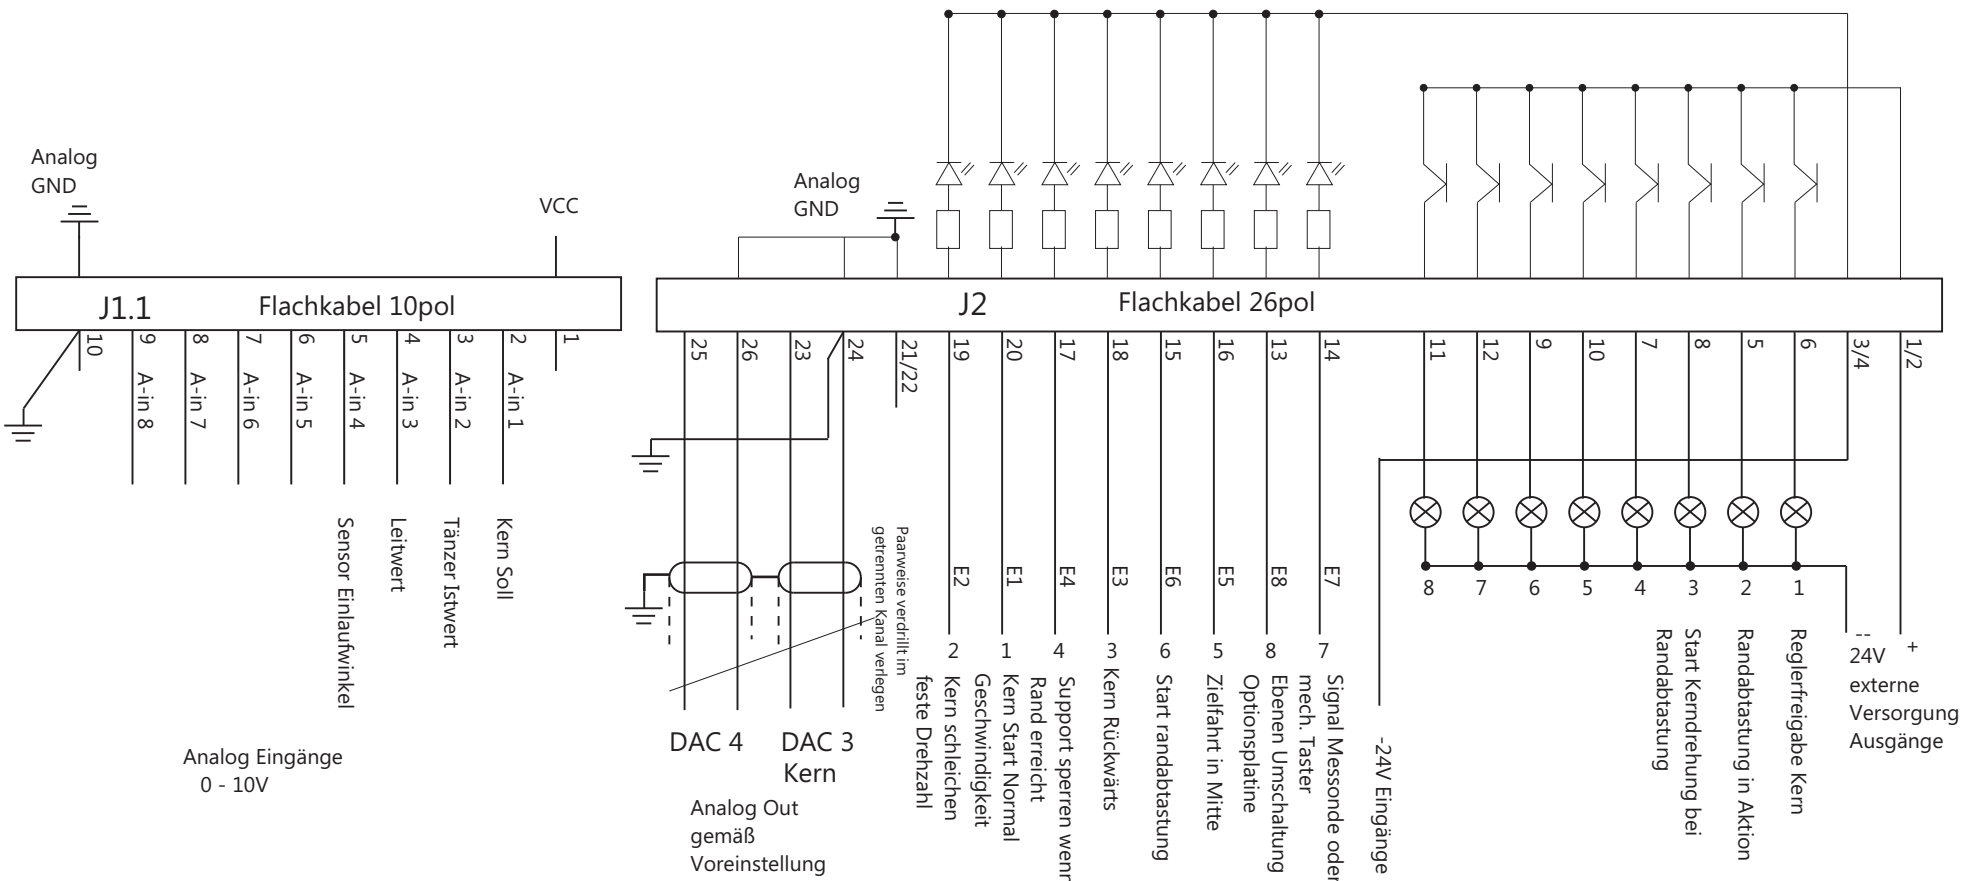 Analog
GND
VCC
J1.1
Flachkabel 10pol
10
9
8
7
6
5
4
3
2
1
A-in 8
A-in 7
A-in 6
A-in 5
A-in 4
A-in 3
A-in 2
A-in 1
Sensor Einlaufwinkel
Leitwert
Tänzer Istwert
Kern Soll
Analog Eingänge
0 - 10V
Analog
GND
J2
Flachkabel 26pol
25
26
23
24
21/22
19
20
17
18
15
16
13
14
11
12
9
10
7
8
5
6
3/4
1/2
Paarweise verdrillt im
getrennten Kanal verlegen
DAC 4
DAC 3
Kern
Analog Out
gemäß
Voreinstellung
E2
E1
E4
E3
E6
E5
E8
E7
2
1
4
3
6
5
8
7
Kern schleichen
feste Drehzahl
Kern Start Normal
Geschwindigkeit
Support sperren wenn
Rand erreicht
Kern Rückwärts
Start randabtastung
Zielfahrt in Mitte
Ebenen Umschaltung
Optionsplatine
Signal Messonde oder
mech. Taster
-24V Eingänge
8
7
6
5
4
3
2
1
Start Kerndrehung bei
Randabtastung
Randabtastung in Aktion
Reglerfreigabe Kern
-- +
24V
externe
Versorgung
Ausgänge